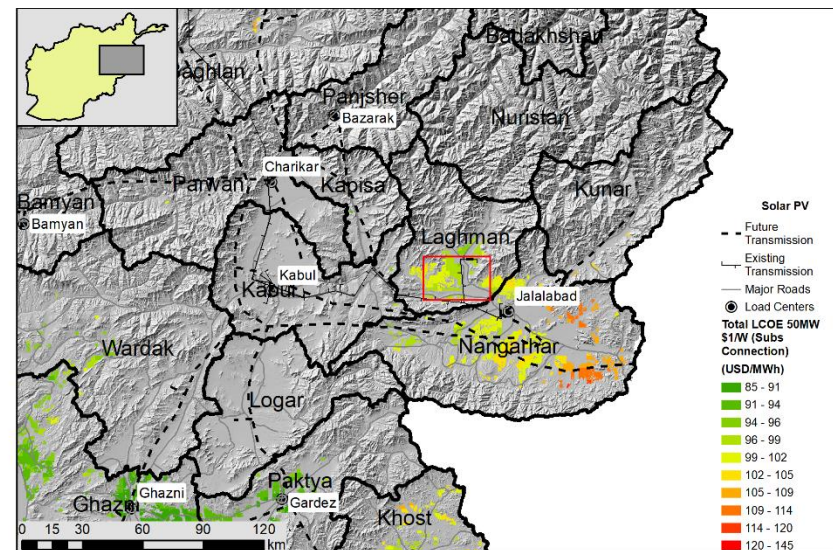 Badakhshan
aghlan
Panjsher
Bazarak
Nuristan
Charikar
Parwan
Kapisa
Kunar
Bamyan
Bamyan
Laghman
Kabul
Kabul
Jalalabad
Nangarhar
Wardak
Logar
Ghazni
Ghazni
Paktya
Gardez
Khost
0 15 30 60 90 120
km
Solar PV
Future
Transmission
Existing
Transmission
Major Roads
Load Centers
Total LCOE 50MW
$1/W (Subs
Connection)
(USD/MWh)
85 - 91
91 - 94
94 - 96
96 - 99
99 - 102
102 - 105
105 - 109
109 - 114
114 - 120
120 - 145